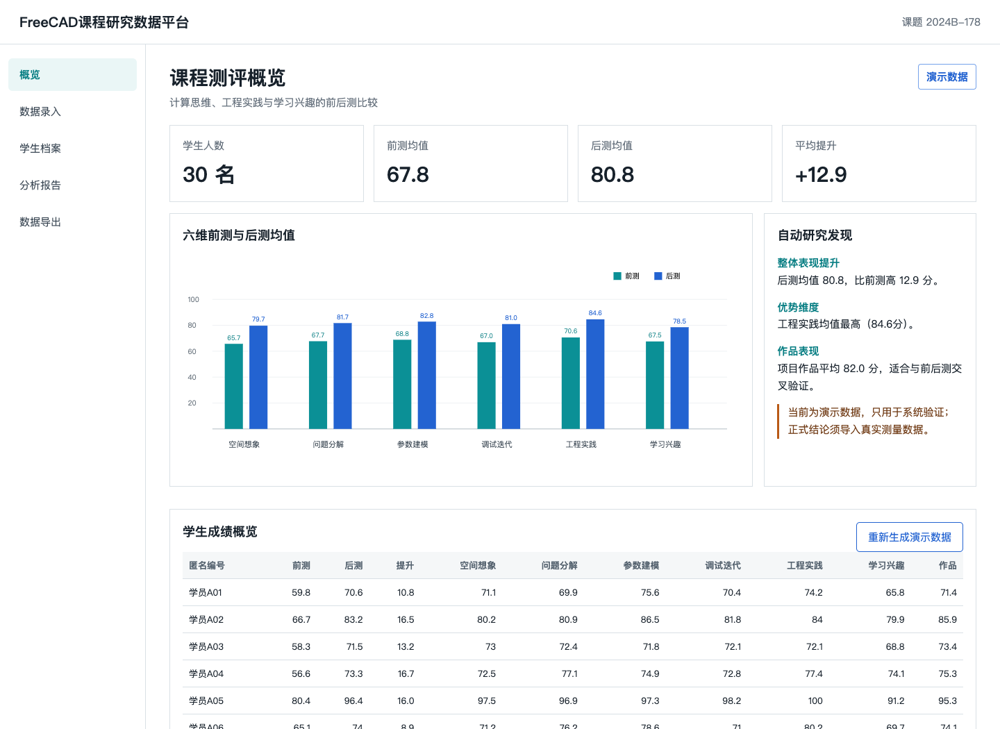 FreeCAD课程研究数据平台
课题 2024B-178
概览
数据录入
学生档案
分析报告
数据导出
课程测评概览
演示数据
计算思维、工程实践与学习兴趣的前后测比较
学生人数
30 名
前测均值
67.8
后测均值
80.8
平均提升
+12.9
六维前测与后测均值
前测 后测
100
80
60
40
20
65.7 79.7
67.7 81.7
68.8 82.8
67.0 81.0
70.6 84.6
67.5 78.5
空间想象 问题分解 参数建模 调试迭代 工程实践 学习兴趣
自动研究发现
整体表现提升
后测均值 80.8，比前测高 12.9 分。
优势维度
工程实践均值最高（84.6分）。
作品表现
项目作品平均 82.0 分，适合与前后测交
叉验证。
当前为演示数据，只用于系统验证；
正式结论须导入真实测量数据。
学生成绩概览
重新生成演示数据
匿名编号 前测 后测 提升 空间想象 问题分解 参数建模 调试迭代 工程实践 学习兴趣 作品
学员A01 59.8 70.6 10.8 71.1 69.9 75.6 70.4 74.2 65.8 71.4
学员A02 66.7 83.2 16.5 80.2 80.9 86.5 81.8 84 79.9 85.9
学员A03 58.3 71.5 13.2 73 72.4 71.8 72.1 72.1 68.8 73.4
学员A04 56.6 73.3 16.7 72.5 77.1 74.9 72.8 77.4 74.1 75.3
学员A05 80.4 96.4 16.0 97.5 96.9 97.3 98.2 100 91.2 95.3
学员A06 65.1 74 8.9 71.2 76.2 78.6 71 80.2 69.7 74.1